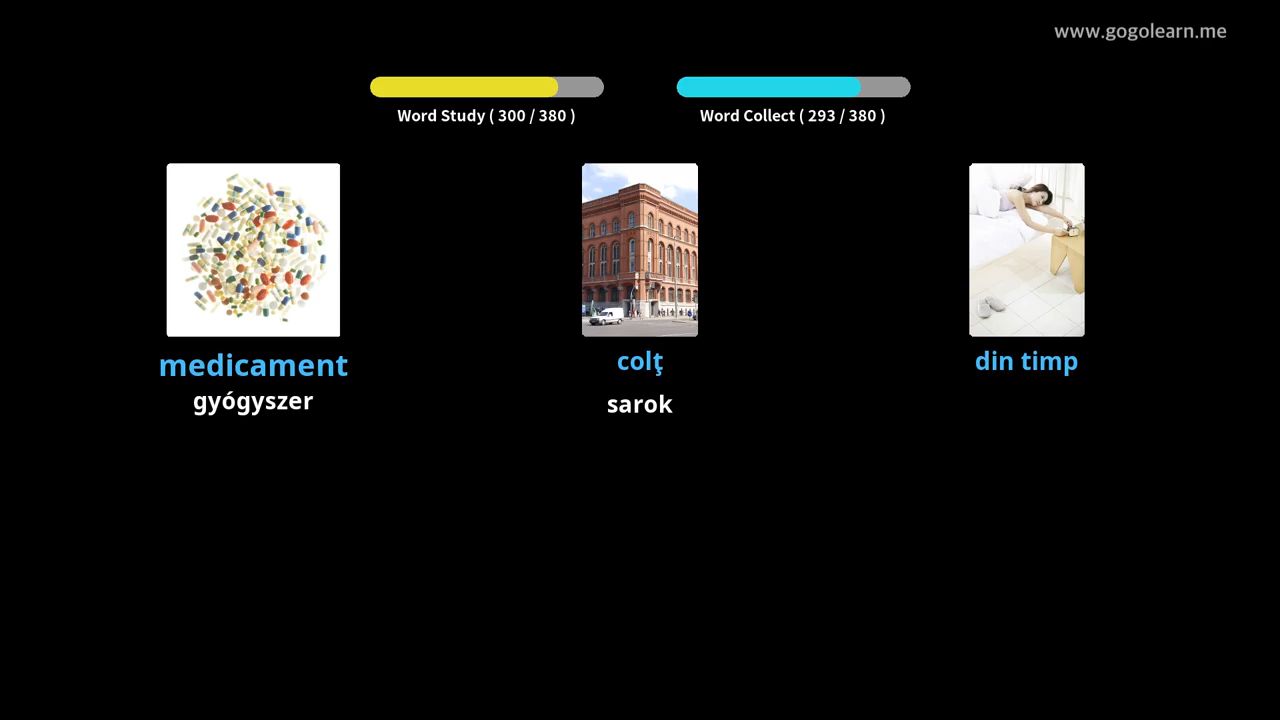 www.gogolearn.me
Word Study ( 300 / 380 )
Word Collect ( 293 / 380 )
medicament
gyógyszer
colţ
sarok
din timp